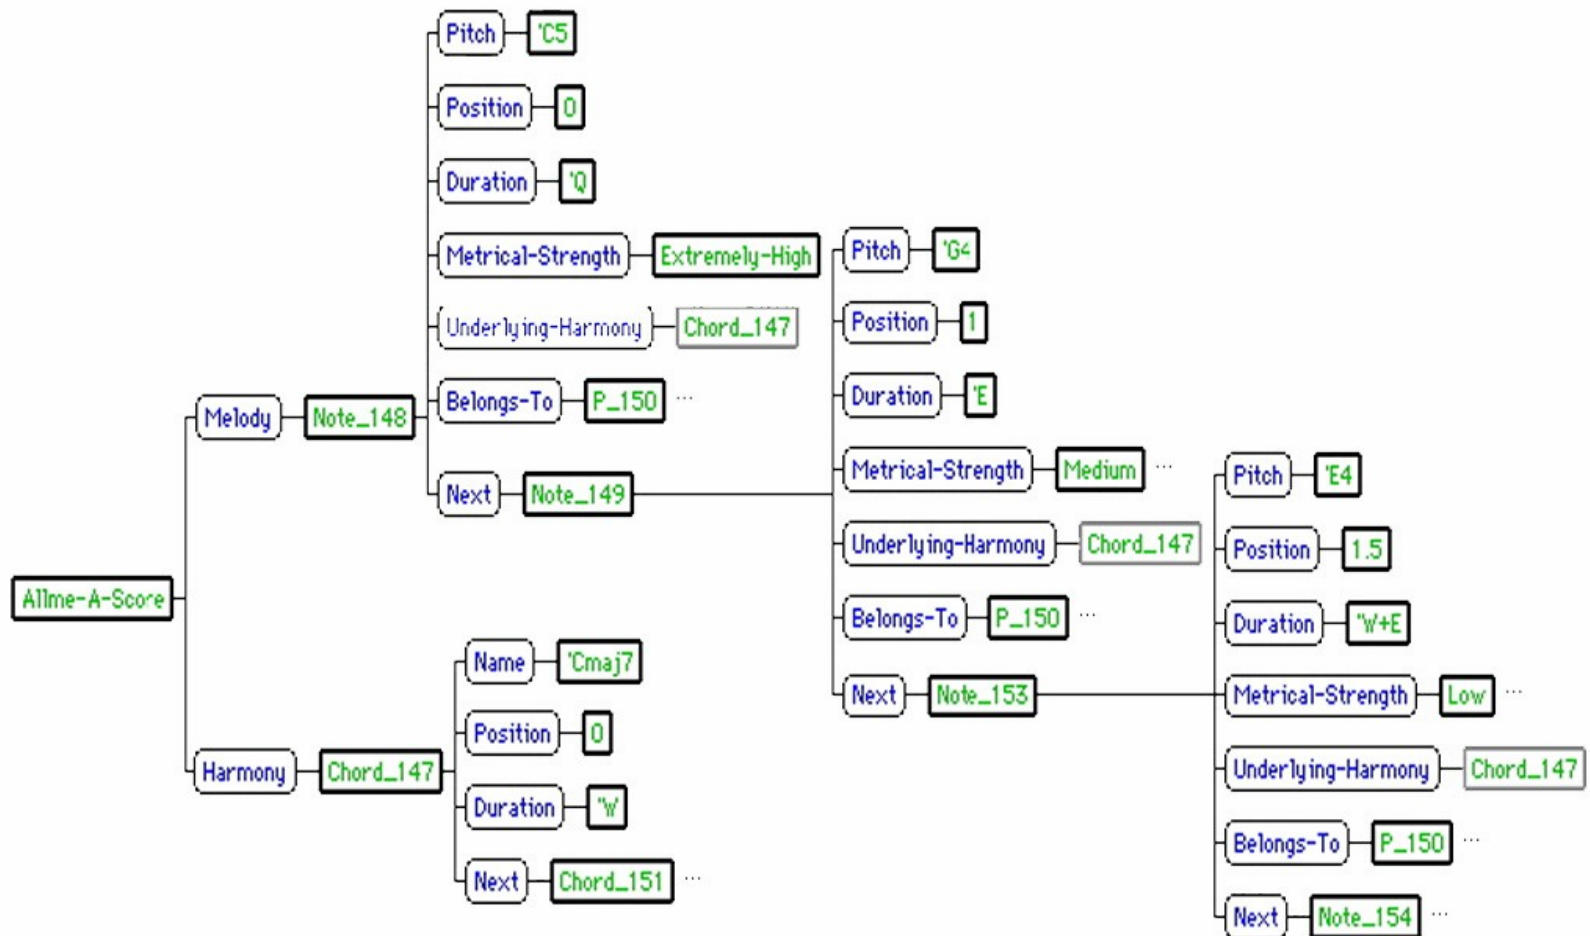 Allme-A-Score
Melody
Note_148
Pitch
'C5
Position
0
Duration
'Q
Metrical-Strength
Extremely-High
Underlying-Harmony
Chord_147
Belongs-To
P_150 ...
Next
Note_149
Pitch
'G4
Position
1
Duration
'E
Metrical-Strength
Medium ...
Underlying-Harmony
Chord_147
Belongs-To
P_150 ...
Next
Note_153
Pitch
'E4
Position
1.5
Duration
'W+E
Metrical-Strength
Low ...
Underlying-Harmony
Chord_147
Belongs-To
P_150 ...
Next
Note_154 ...
Harmony
Chord_147
Name
'Cmaj7
Position
0
Duration
'W
Next
Chord_151 ...